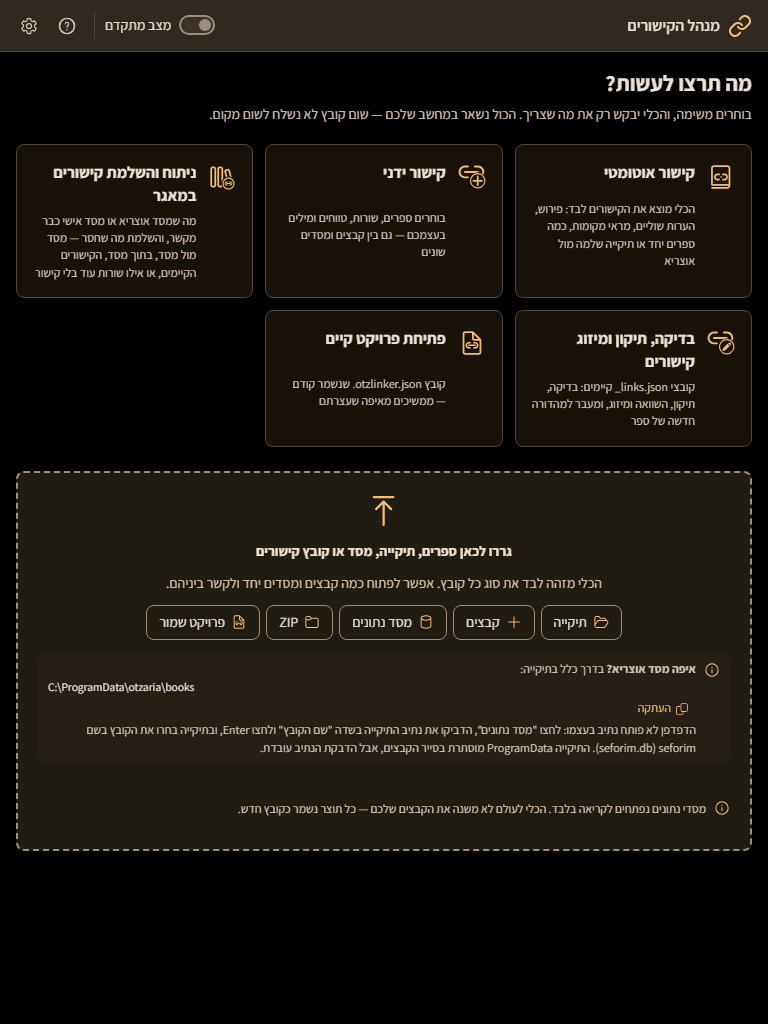 מנהל הקישורים
מצב מתקדם
מה תרצו לעשות?
בוחרים משימה, והכלי יבקש רק את מה שצריך. הכול נשאר במחשב שלכם — שום קובץ לא נשלח לשום מקום.
קישור אוטומטי
הכלי מוצא את הקישורים לבד: פירוש,
הערות שוליים, מראי מקומות, כמה
ספרים יחד או תיקייה שלמה מול
אוצריא
קישור ידני
בוחרים ספרים, שורות, טווחים ומילים
בעצמכם — גם בין קבצים ומסדים
שונים
ניתוח והשלמת קישורים
במאגר
מה שמסד אוצריא או מסד אישי כבר
מקשר, והשלמת מה שחסר — מסד
מול מסד, בתוך מסד, הקישורים
הקיימים, או אילו שורות עוד בלי קישור
בדיקה, תיקון ומיזוג
קישורים
קובצי links.json_ קיימים: בדיקה,
תיקון, השוואה ומיזוג, ומעבר למהדורה
חדשה של ספר
פתיחת פרויקט קיים
קובץ otzlinker.json. שנשמר קודם
— ממשיכים מאיפה שעצרתם
גררו לכאן ספרים, תיקייה, מסד או קובץ קישורים
הכלי מזהה לבד את סוג כל קובץ. אפשר לפתוח כמה קבצים ומסדים יחד ולקשר ביניהם.
תיקייה
קבצים
מסד נתונים
ZIP
פרויקט שמור
איפה מסד אוצריא? בדרך כלל בתיקייה:
C:\ProgramData\otzaria\books
העתקה
הדפדפן לא פותח נתיב בעצמו: לחצו "מסד נתונים", הדביקו את נתיב התיקייה בשדה "שם הקובץ" ולחצו Enter, ובתיקייה בחרו את הקובץ בשם
seforim (seforim.db). התיקייה ProgramData מוסתרת בסייר הקבצים, אבל הדבקת הנתיב עובדת.
מסדי נתונים נפתחים לקריאה בלבד. הכלי לעולם לא משנה את הקבצים שלכם — כל תוצר נשמר כקובץ חדש.